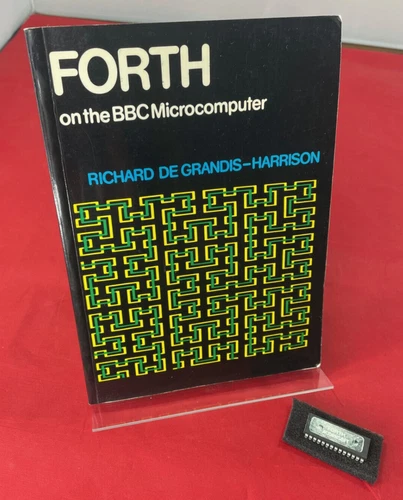 FORTH
on the BBC Microcomputer
RICHARD DE GRANDIS-HARRISON